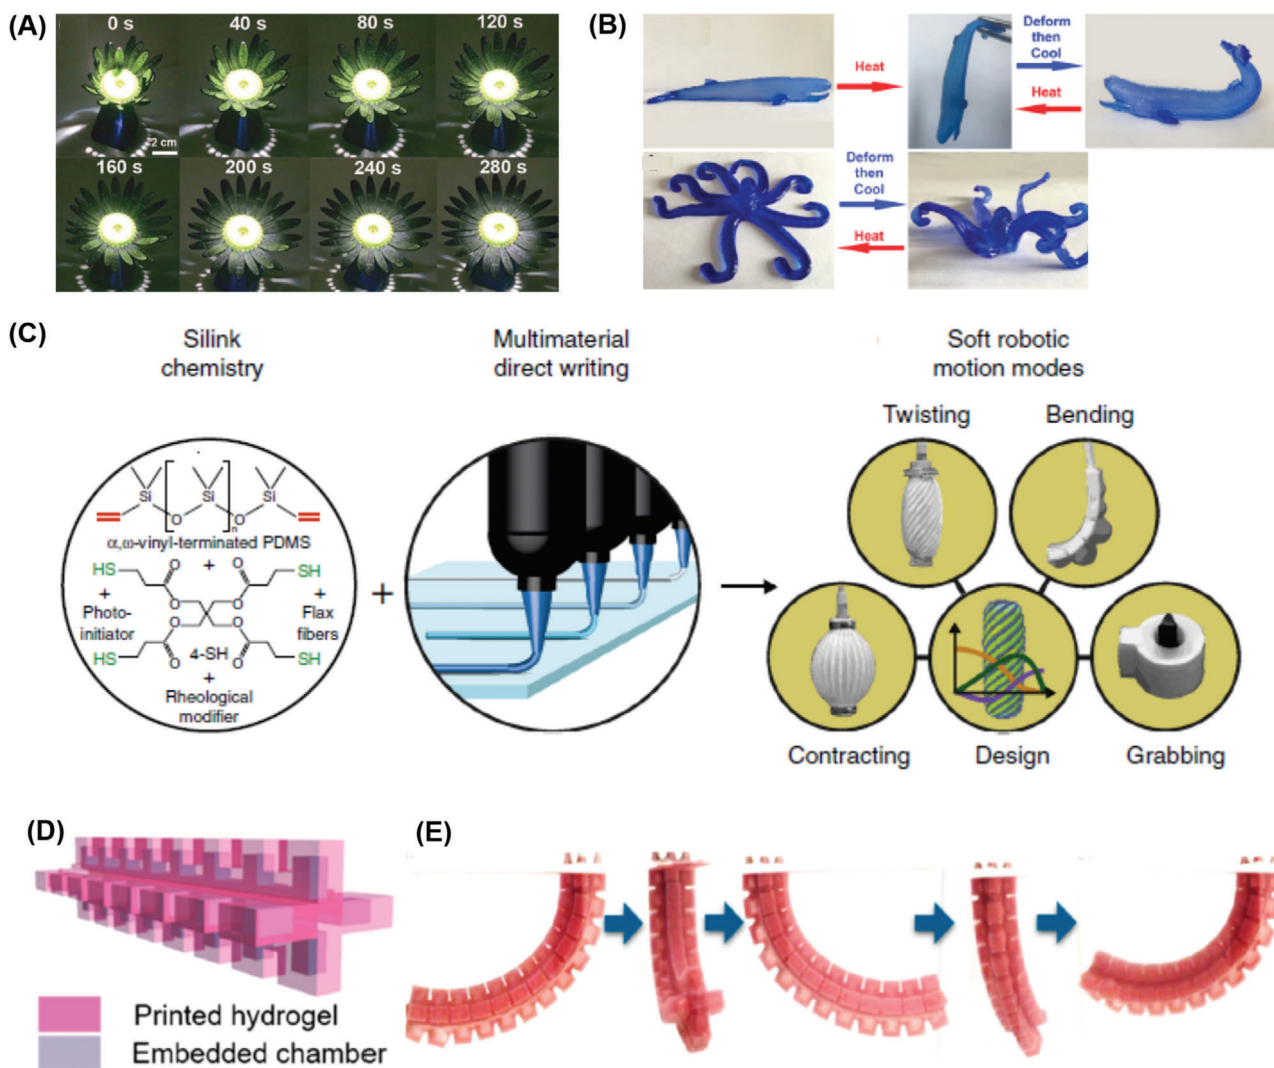 (A)
0 s
40 s
80 s
120 s
2 cm
160 s
200 s
240 s
280 s
(B)
Heat
Deform
then
Cool
Heat
Deform
then
Cool
Heat
(C)
Silink
chemistry
Multimaterial
direct writing
Soft robotic
motion modes
Si
Si
Si
O
O
n
α,ω-vinyl-terminated PDMS
+
HS
O
O
SH
+
Photo-
initiator
O
O
+
Flax
fibers
O
O
HS
O
4-SH
O
SH
+
Rheological
modifier
+
Twisting
Bending
Contracting
Design
Grabbing
(D)
Printed hydrogel
Embedded chamber
(E)